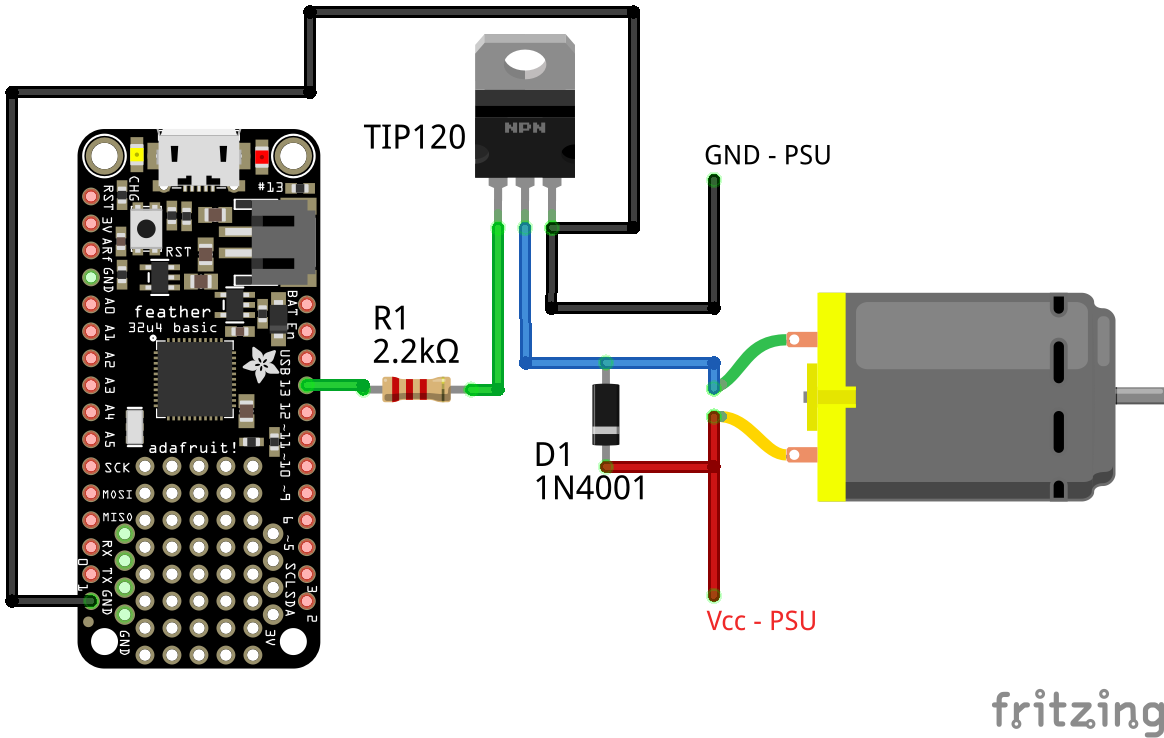 TIP120
NPN
GND - PSU
CHG
#13
RST
3V
ARf
GND
RST
A0
A1
A2
A3
A4
A5
SCK
MOSI
MISO
RX
0
TX
1
GND
GND
feather
32u4 basic
adafruit!
BAT
En
USB
13
12
~11
~10
~9
6
~5
SCL
3
SDA
2
3V
R1
2.2kΩ
D1
1N4001
Vcc - PSU
fritzing